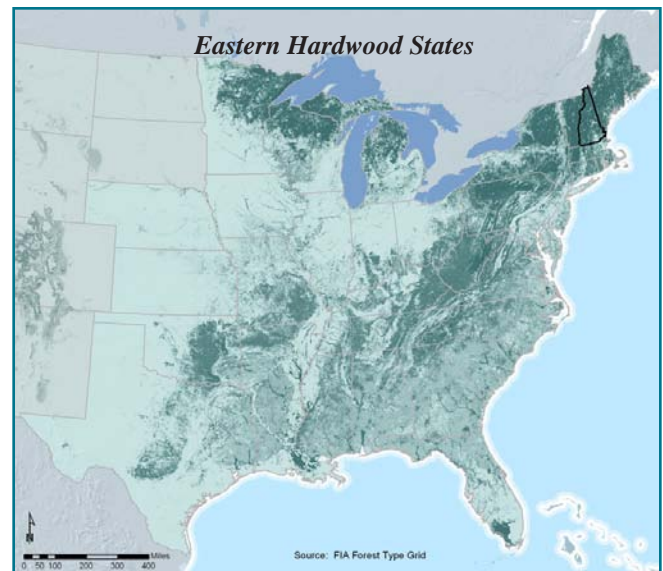 Eastern Hardwood States
N
0 50 100 200 300 400
Miles
Source: FIA Forest Type Grid